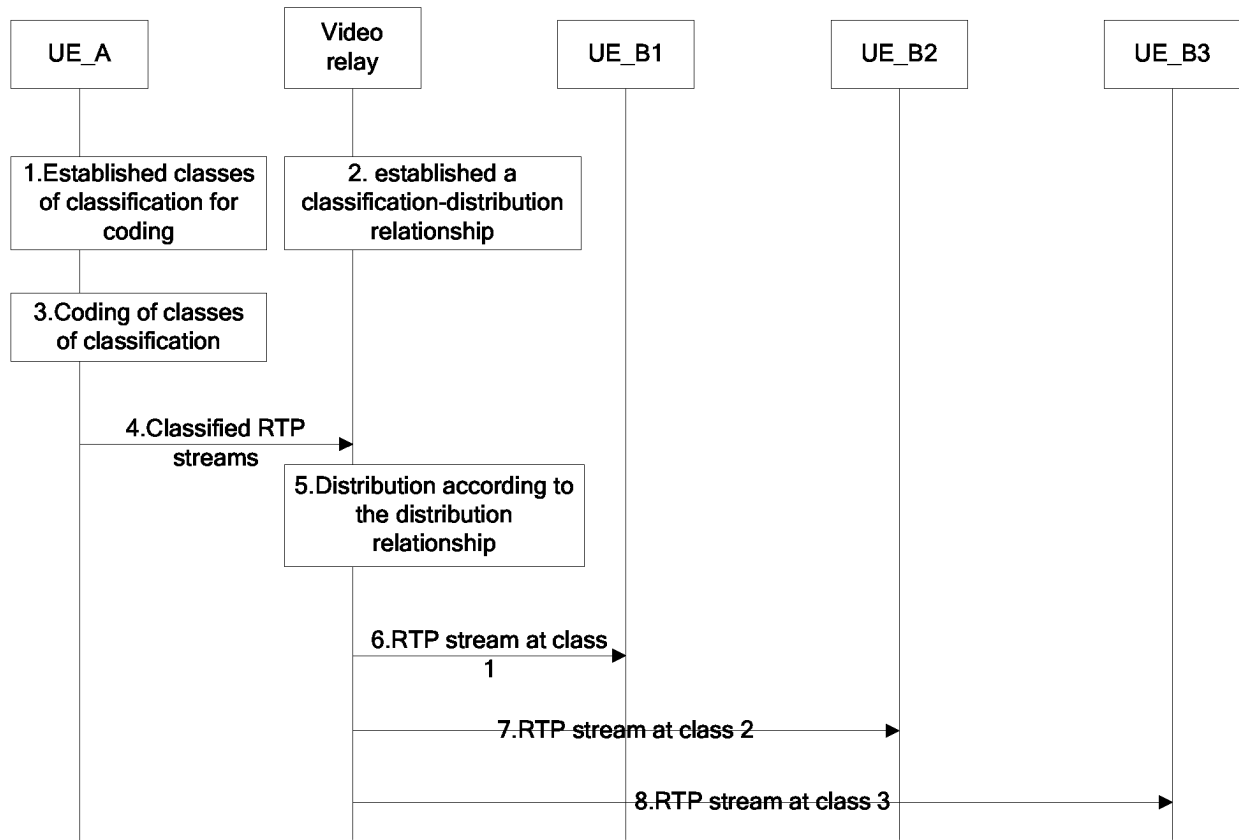 UE_A
Video
relay
UE_B1
UE_B2
UE_B3
1.Established classes
of classification for
coding
2. established a
classification-distribution
relationship
3.Coding of classes
of classification
4.Classified RTP
streams
5.Distribution according to
the distribution
relationship
6.RTP stream at class
1
7.RTP stream at class 2
8.RTP stream at class 3